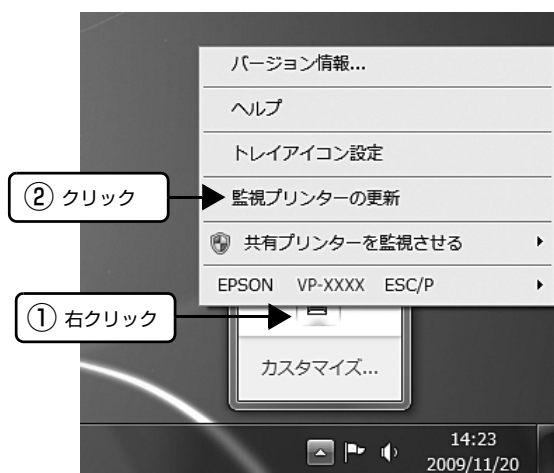 バージョン情報...
ヘルプ
トレイアイコン設定
② クリック
監視プリンターの更新
共有プリンターを監視させる
EPSON VP-XXXX ESC/P
① 右クリック
カスタマイズ...
14:23
2009/11/20